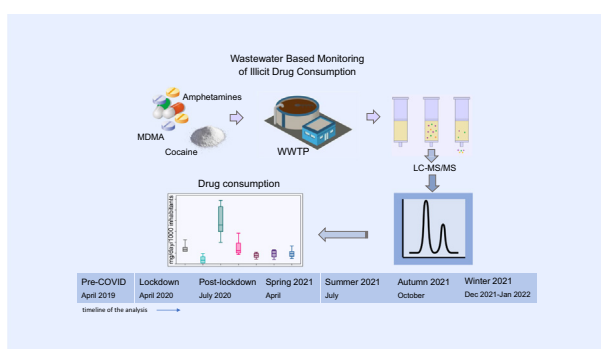 Wastewater Based Monitoring
of Illicit Drug Consumption
Amphetamines
MDMA
Cocaine
WWTP
LC-MS/MS
Drug consumption
mg/day/1000 inhabitants
Pre-COVID Lockdown Post-lockdown Spring 2021 Summer 2021 Autumn 2021 Winter 2021
April 2019 April 2020 July 2020 April July October Dec 2021-Jan 2022
timeline of the analysis